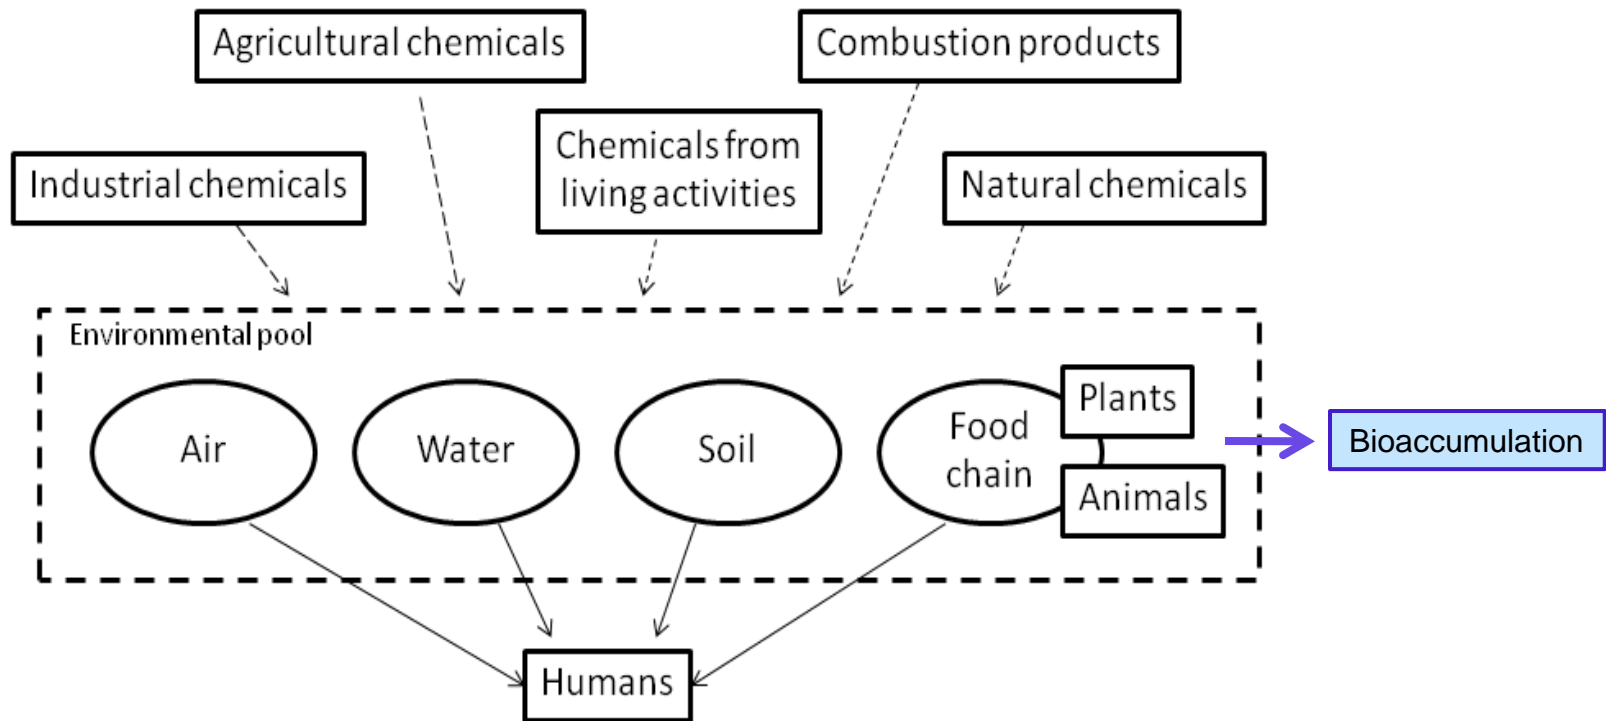 Agricultural chemicals
Combustion products
Chemicals from
living activities
Industrial chemicals
Natural chemicals
Environmental pool
Air
Water
Soil
Food
chain
Plants
Animals
Bioaccumulation
Humans